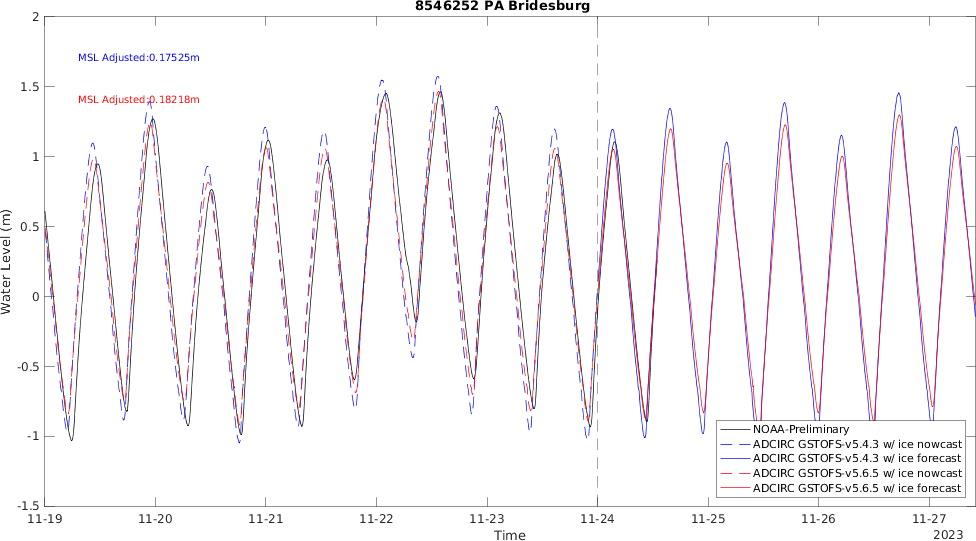 8546252 PA Bridesburg
MSL Adjusted:0.17525m
MSL Adjusted:0.18218m
Water Level (m)
2
1.5
1
0.5
0
-0.5
-1
-1.5
NOAA-Preliminary
ADCIRC GSTOFS-v5.4.3 w/ ice nowcast
ADCIRC GSTOFS-v5.4.3 w/ ice forecast
ADCIRC GSTOFS-v5.6.5 w/ ice nowcast
ADCIRC GSTOFS-v5.6.5 w/ ice forecast
11-19 11-20 11-21 11-22 11-23 11-24 11-25 11-26 11-27
Time
2023